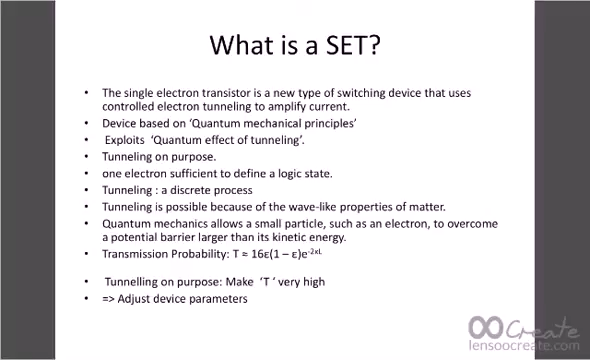 What is a SET?
• The single electron transistor is a new type of switching device that uses
controlled electron tunneling to amplify current.
• Device based on ‘Quantum mechanical principles’
• Exploits ‘Quantum effect of tunneling’.
• Tunneling on purpose.
• one electron sufficient to define a logic state.
• Tunneling : a discrete process
• Tunneling is possible because of the wave-like properties of matter.
• Quantum mechanics allows a small particle, such as an electron, to overcome
a potential barrier larger than its kinetic energy.
• Transmission Probability: T ≈ 16ε(1 – ε)e⁻²ˣᴸ
• Tunnelling on purpose: Make ‘T ‘ very high
• => Adjust device parameters
Create
lensoocreate.com